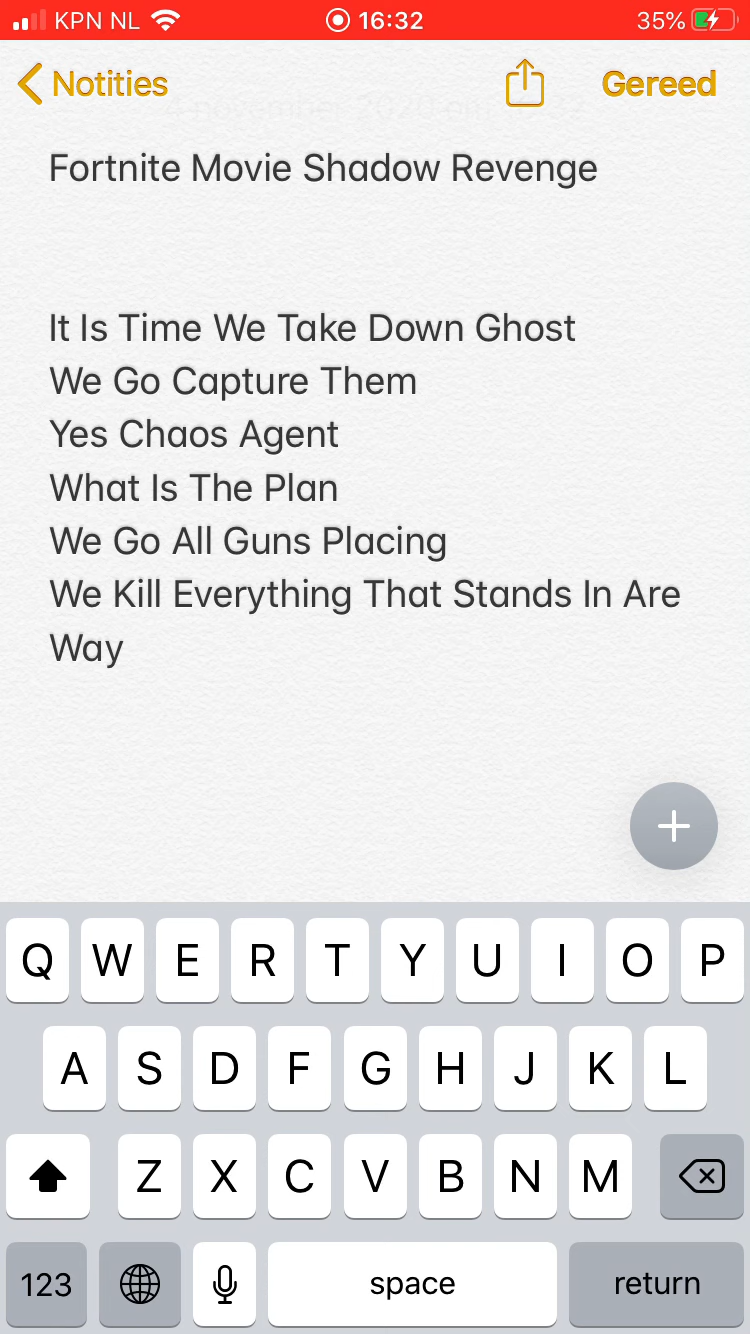 KPN NL 16:32 35%
Notities Gereed
Fortnite Movie Shadow Revenge
It Is Time We Take Down Ghost
We Go Capture Them
Yes Chaos Agent
What Is The Plan
We Go All Guns Placing
We Kill Everything That Stands In Are
Way
Q W E R T Y U I O P
A S D F G H J K L
Z X C V B N M
123 space return